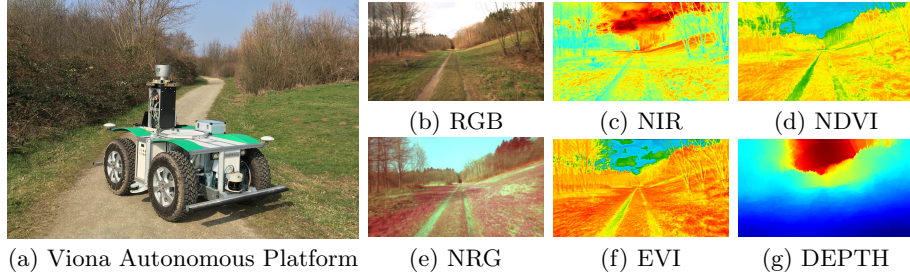 (a) Viona Autonomous Platform
(b) RGB
(c) NIR
(d) NDVI
(e) NRG
(f) EVI
(g) DEPTH